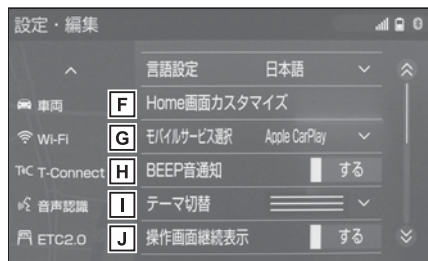 設定・編集
言語設定 日本語
車両
F Home画面カスタマイズ
Wi-Fi
G モバイルサービス選択 Apple CarPlay
T-Connect
H BEEP音通知 する
音声認識
I テーマ切替
ETC2.0
J 操作画面継続表示 する